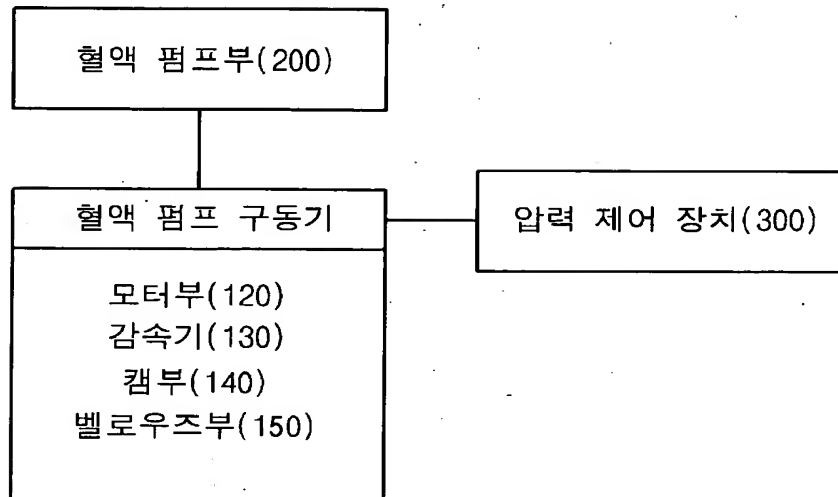 혈액 펌프부(200)
혈액 펌프 구동기
압력 제어 장치(300)
모터부(120)
감속기(130)
캠부(140)
벨로우즈부(150)